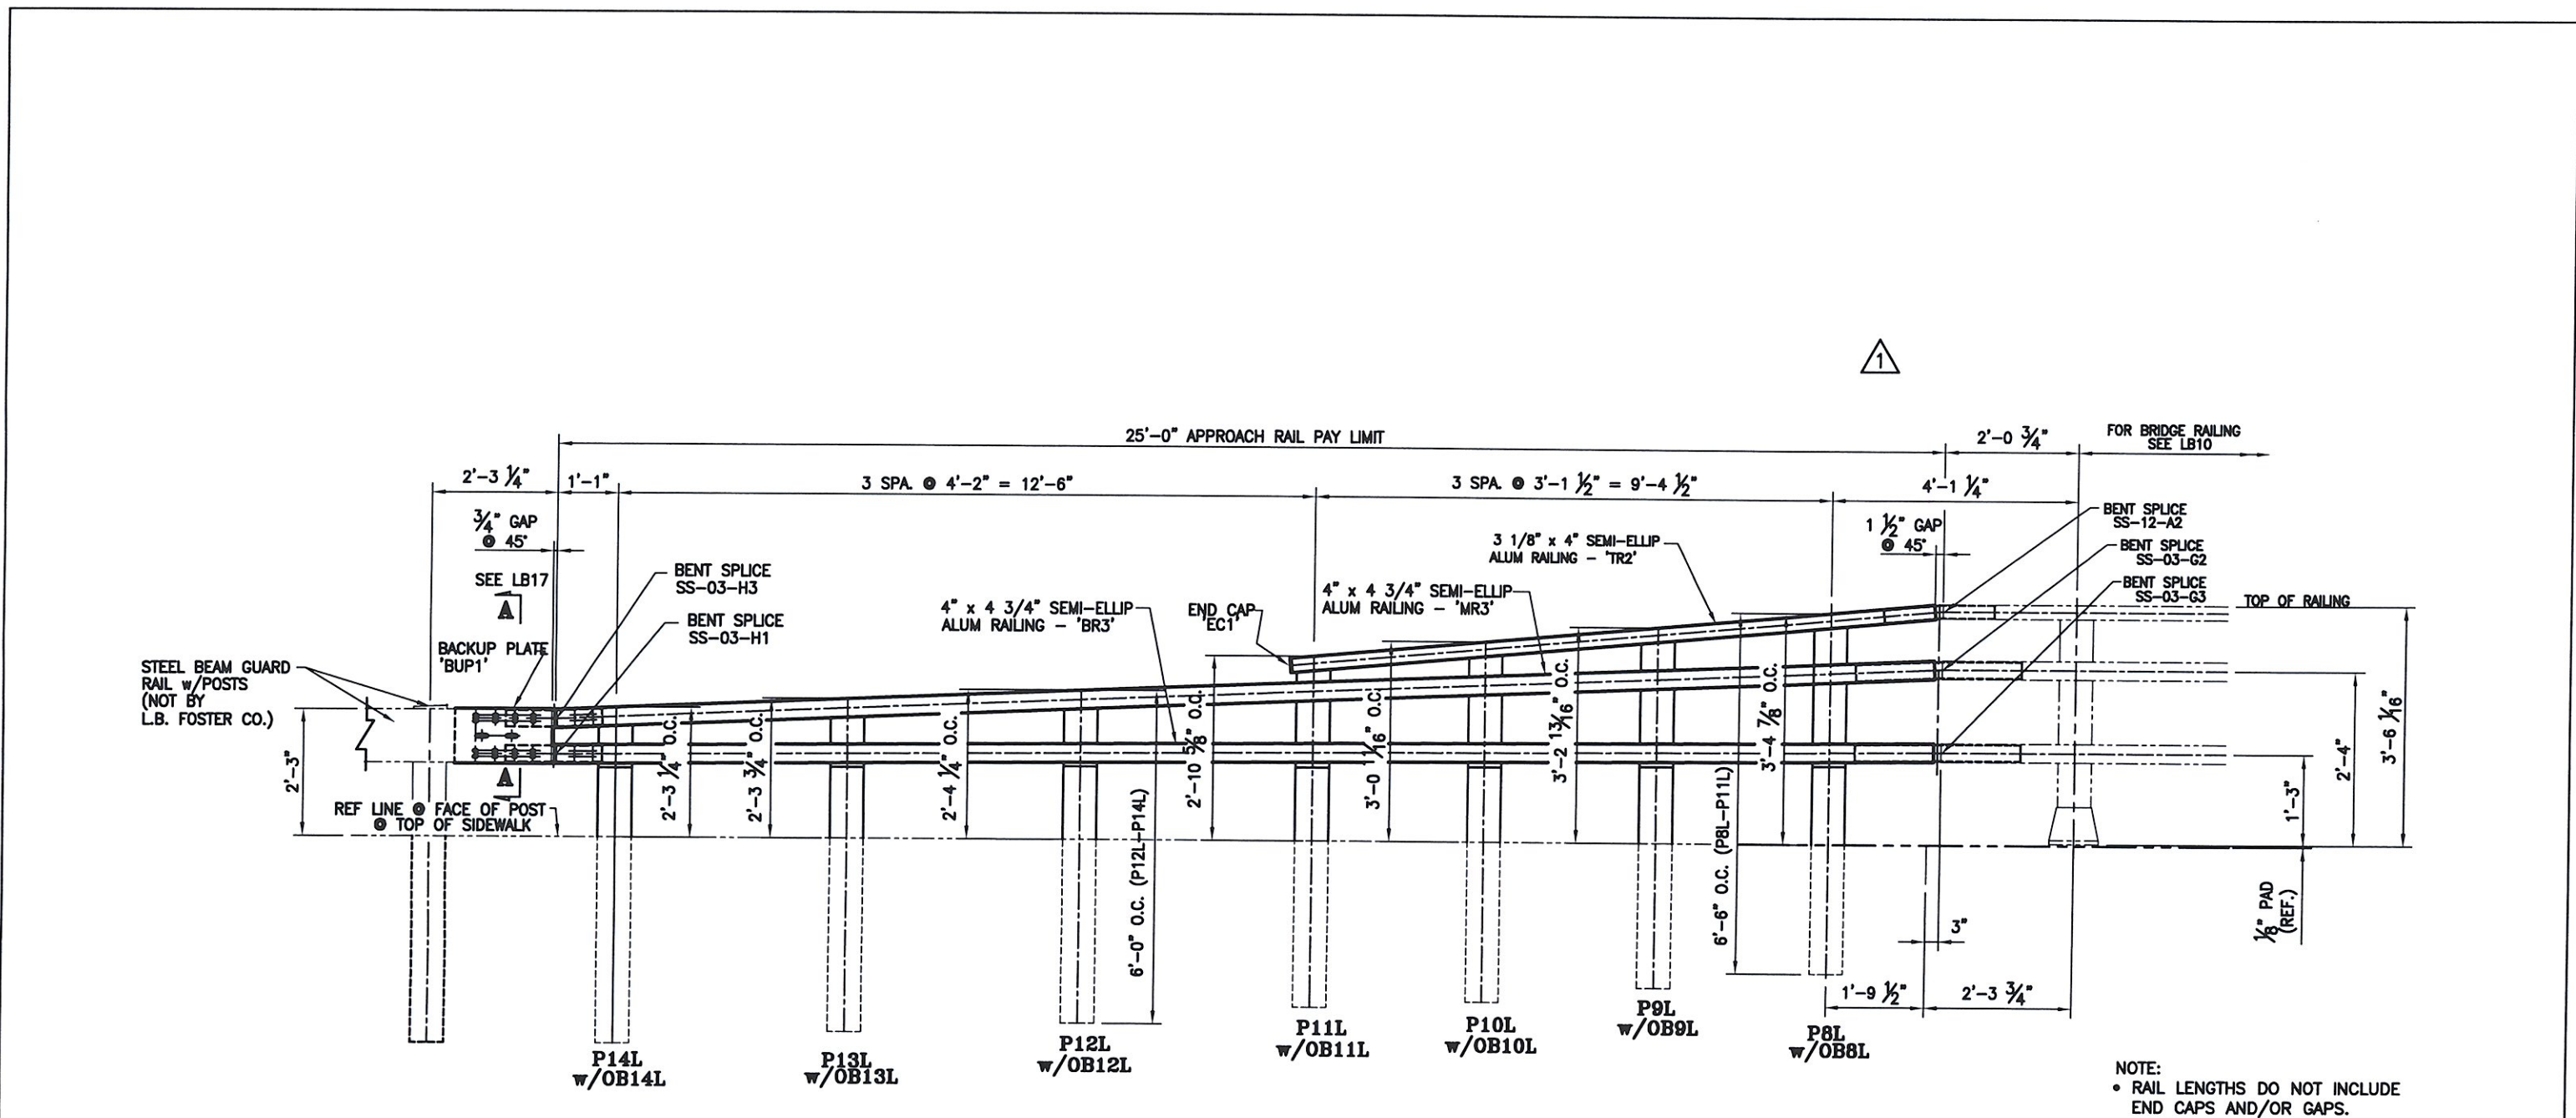 1
25'-0" APPROACH RAIL PAY LIMIT
2'-0 3/4"
FOR BRIDGE RAILING
SEE LB10
2'-3 1/4"
1'-1"
3 SPA. @ 4'-2" = 12'-6"
3 SPA. @ 3'-1 1/2" = 9'-4 1/2"
4'-1 1/4"
3/4" GAP
@ 45°
1 1/2" GAP
@ 45°
BENT SPLICE
SS-12-A2
BENT SPLICE
SS-03-G2
BENT SPLICE
SS-03-G3
TOP OF RAILING
3 1/8" x 4" SEMI-ELLIP
ALUM RAILING - 'TR2'
4" x 4 3/4" SEMI-ELLIP
ALUM RAILING - 'MR3'
4" x 4 3/4" SEMI-ELLIP
ALUM RAILING - 'BR3'
END CAP
'EC1'
BENT SPLICE
SS-03-H3
BENT SPLICE
SS-03-H1
SEE LB17
A
BACKUP PLATE
'BUP1'
STEEL BEAM GUARD
RAIL w/POSTS
(NOT BY
L.B. FOSTER CO.)
A
REF LINE @ FACE OF POST
@ TOP OF SIDEWALK
2'-3"
2'-3 1/4" O.C.
2'-3 3/4" O.C.
2'-4 1/4" O.C.
6'-0" O.C. (P12L-P14L)
2'-10 5/8" O.C.
3'-0 11/16" O.C.
3'-2 13/16" O.C.
6'-6" O.C. (P8L-P11L)
3'-4 7/8" O.C.
1'-3"
2'-4"
3'-6 1/16"
1/8" PAD
(REF.)
3"
1'-9 1/2"
2'-3 3/4"
P14L
w/OB14L
P13L
w/OB13L
P12L
w/OB12L
P11L
w/OB11L
P10L
w/OB10L
P9L
w/OB9L
P8L
w/OB8L
NOTE:
• RAIL LENGTHS DO NOT INCLUDE
END CAPS AND/OR GAPS.